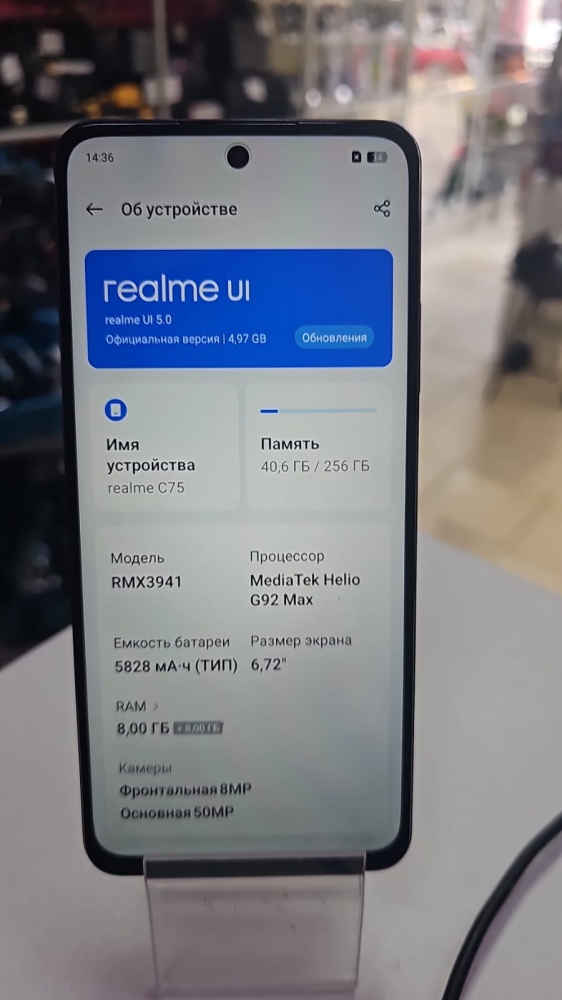 14:36
Об устройстве
realme UI
realme UI 5.0
Официальная версия | 4,97 GB
Обновления
Имя устройства
realme C75
Память
40,6 ГБ / 256 ГБ
Модель
RMX3941
Процессор
MediaTek Helio
G92 Max
Емкость батареи
5828 мА·ч (ТИП)
Размер экрана
6,72"
RAM >
8,00 ГБ + 8,00 ГБ
Камеры
Фронтальная 8MP
Основная 50MP